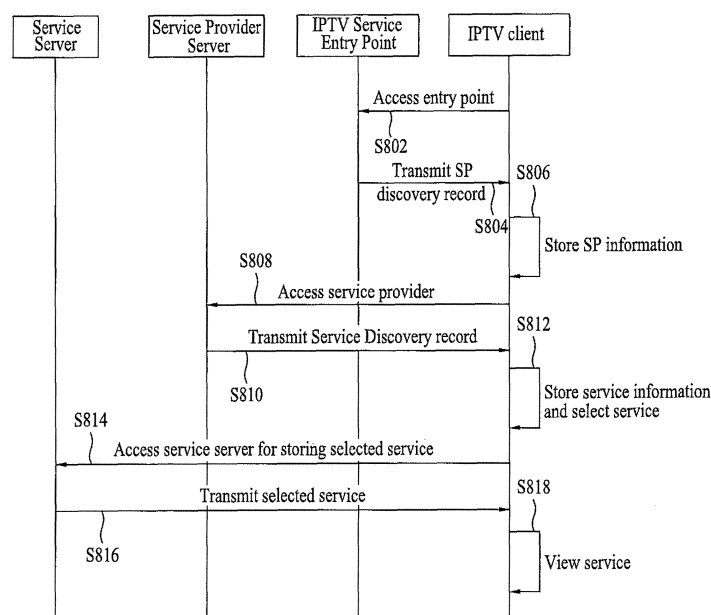 Service
Server
Service Provider
Server
IPTV Service
Entry Point
IPTV client
Access entry point
S802
Transmit SP
discovery record
S804
S806
Store SP information
S808
Access service provider
Transmit Service Discovery record
S810
S812
Store service information
and select service
S814
Access service server for storing selected service
Transmit selected service
S816
S818
View service